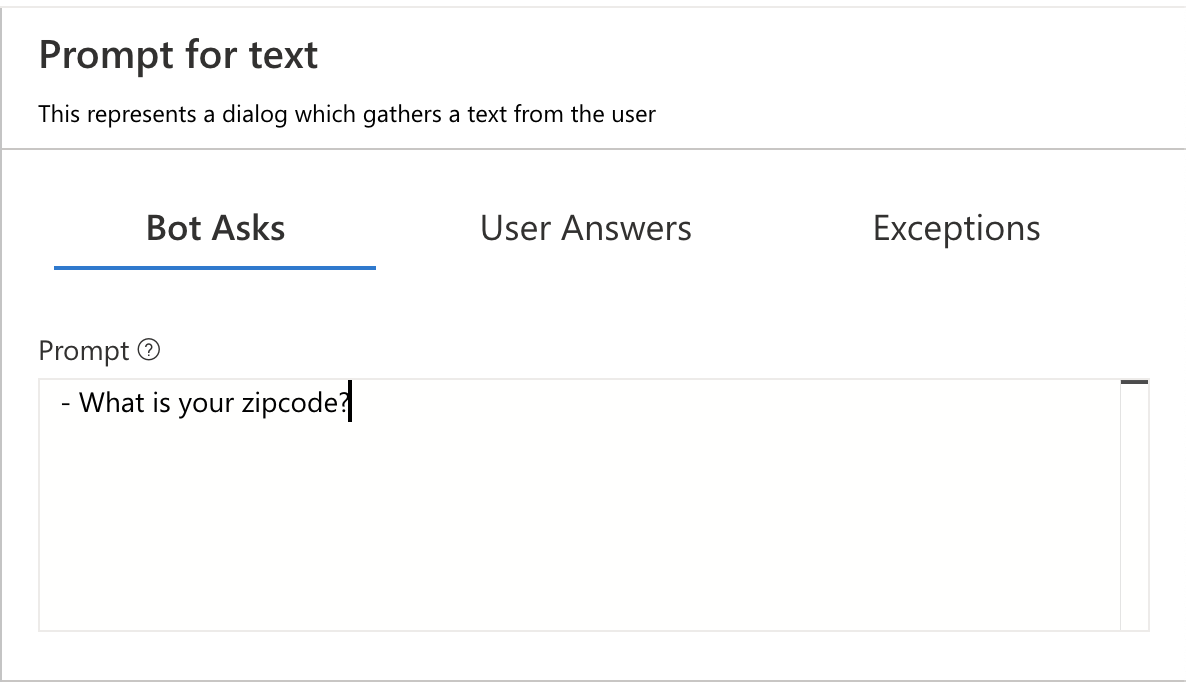 Prompt for text
This represents a dialog which gathers a text from the user
Bot Asks User Answers Exceptions
Prompt ?
- What is your zipcode?